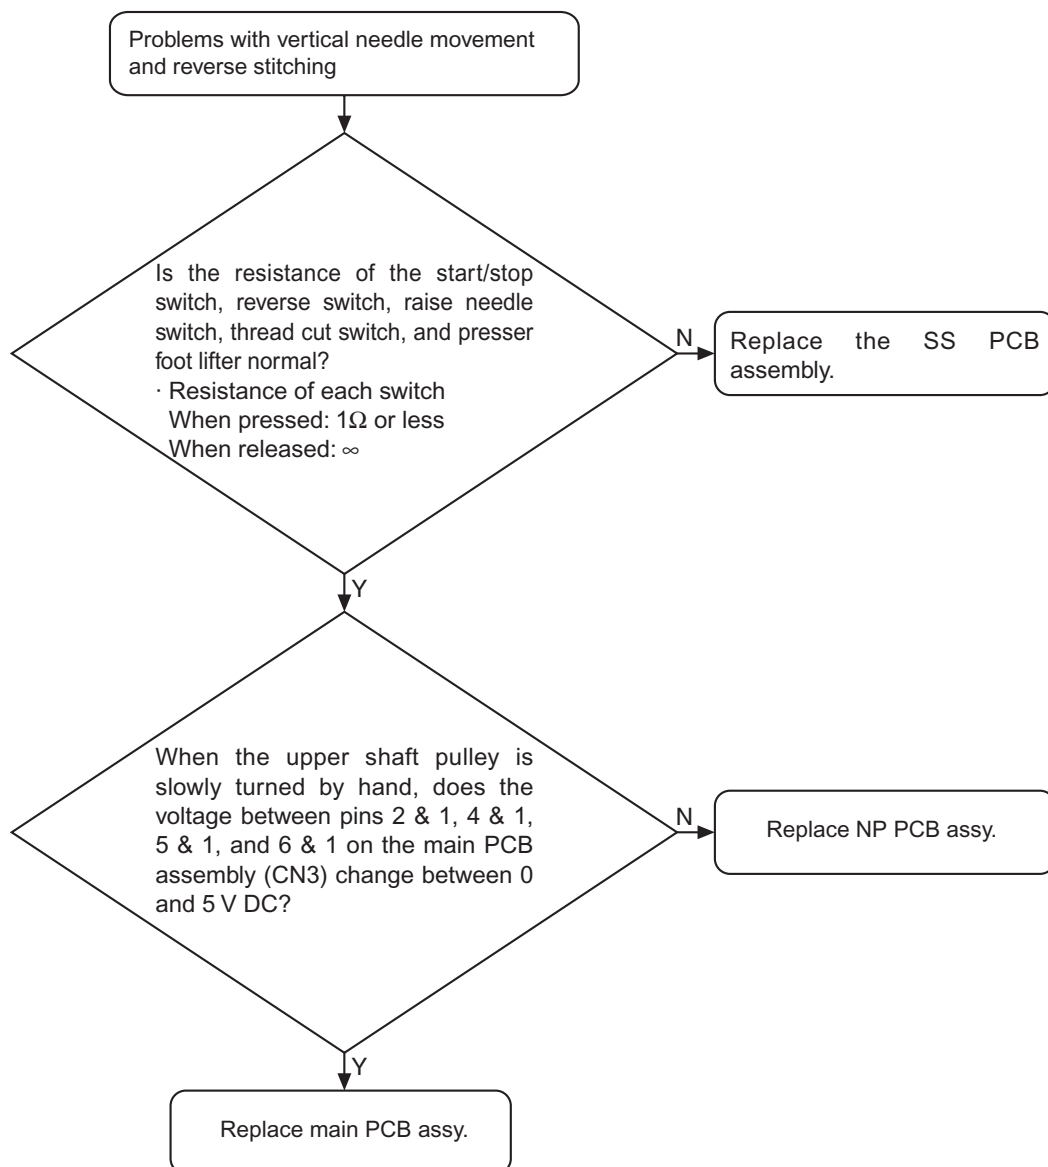 Problems with vertical needle movement
and reverse stitching
Is the resistance of the start/stop
switch, reverse switch, raise needle
switch, thread cut switch, and presser
foot lifter normal?
· Resistance of each switch
When pressed: 1Ω or less
When released: ∞
N
Replace the SS PCB
assembly.
Y
When the upper shaft pulley is
slowly turned by hand, does the
voltage between pins 2 & 1, 4 & 1,
5 & 1, and 6 & 1 on the main PCB
assembly (CN3) change between 0
and 5 V DC?
N
Replace NP PCB assy.
Y
Replace main PCB assy.